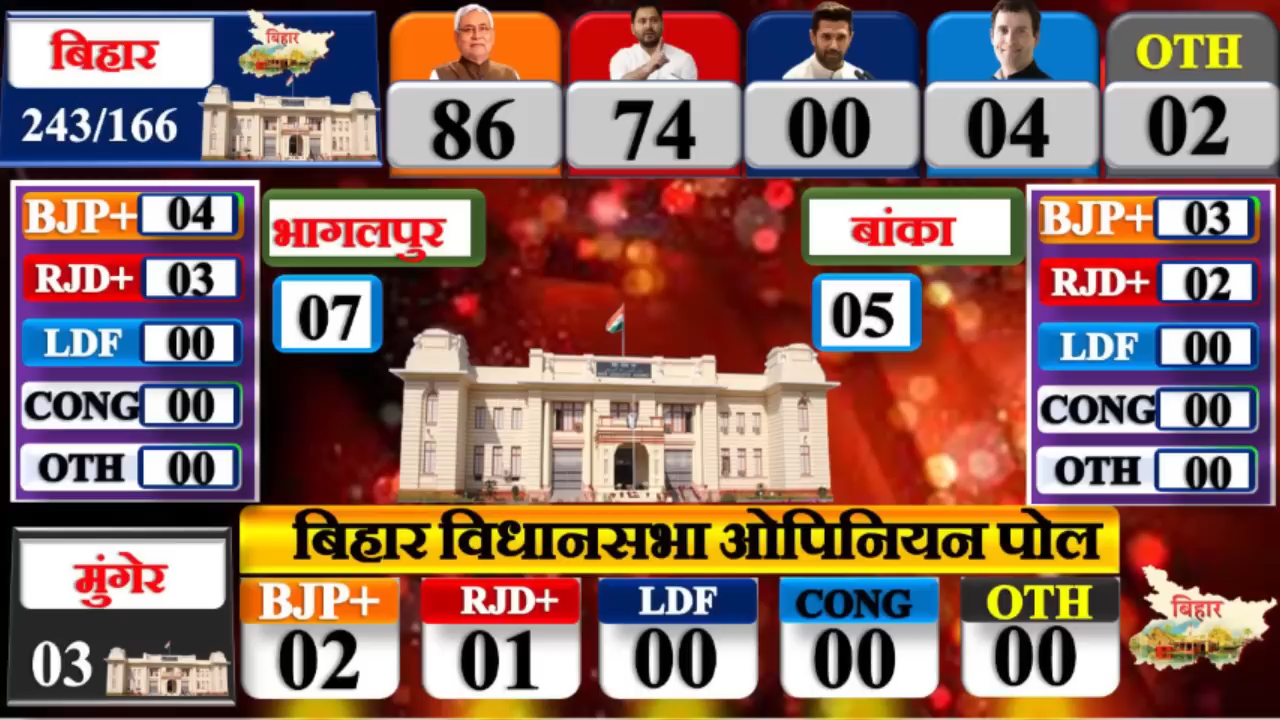 बिहार
बिहार
243/166
OTH
86
74
00
04
02
BJP+ 04
RJD+ 03
LDF 00
CONG 00
OTH 00
भागलपुर
07
बांका
05
BJP+ 03
RJD+ 02
LDF 00
CONG 00
OTH 00
बिहार विधानसभा ओपिनियन पोल
मुंगेर
03
BJP+ RJD+ LDF CONG OTH
02 01 00 00 00
बिहार